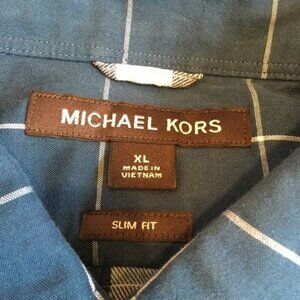 MICHAEL KORS
XL
MADE IN
VIETNAM
SLIM FIT